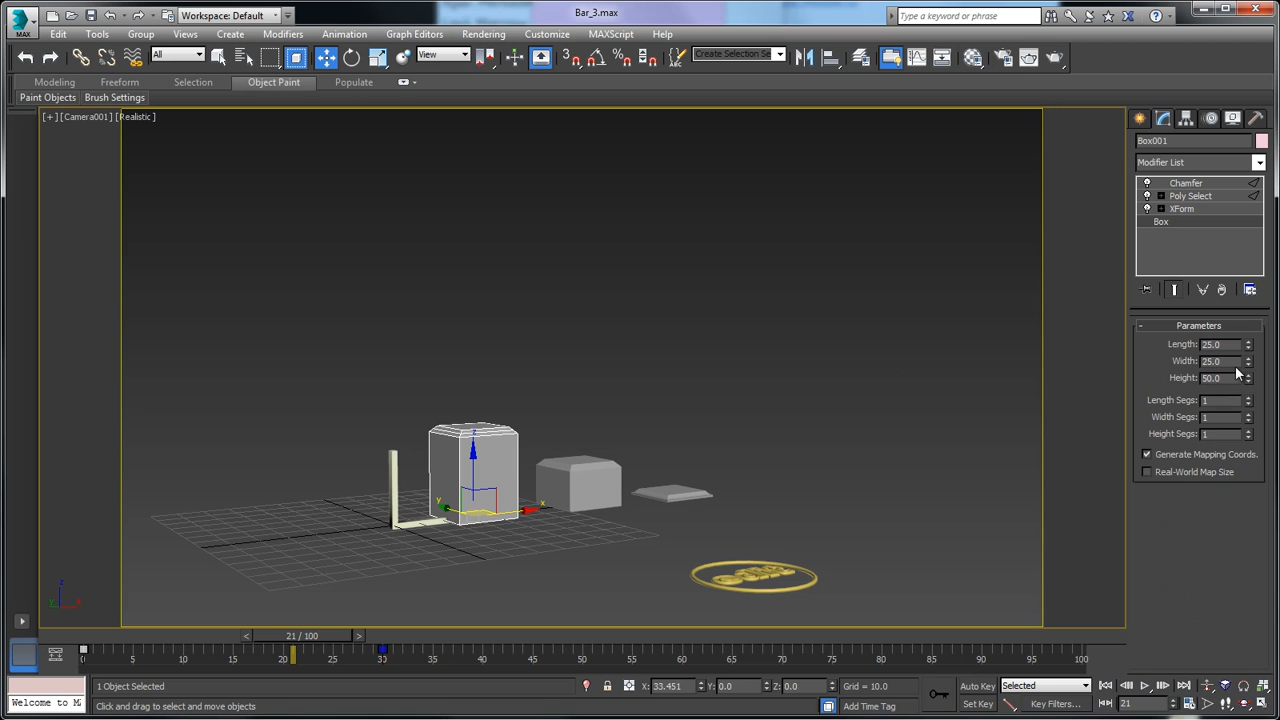 Workspace: Default
Bar_3.max
Type a keyword or phrase
MAX
Edit Tools Group Views Create Modifiers Animation Graph Editors Rendering Customize MAXScript Help
All
View
Create Selection Se
Modeling Freeform Selection Object Paint Populate
Paint Objects Brush Settings
[+] [Camera001] [Realistic ]
Box001
Modifier List
Chamfer
Poly Select
XForm
Box
Parameters
Length: 25.0
Width: 25.0
Height: 50.0
Length Segs: 1
Width Segs: 1
Height Segs: 1
Generate Mapping Coords.
Real-World Map Size
z
y
x
z
y x
21 / 100
0 5 10 15 20 25 30 35 40 45 50 55 60 65 70 75 80 85 90 95 100
1 Object Selected
X: 33.451 Y: 0.0 Z: 0.0
Grid = 10.0
Auto Key
Selected
Welcome to M
Click and drag to select and move objects
Add Time Tag
Set Key
Key Filters...
21